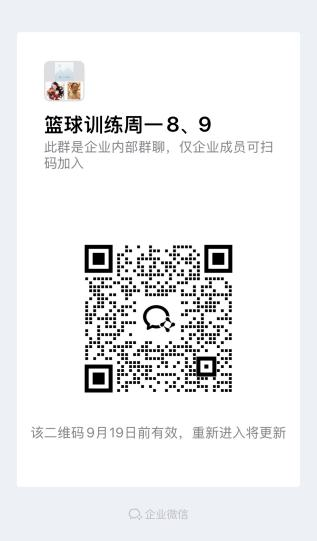 篮球训练周一8、9
此群是企业内部群聊，仅企业成员可扫
码加入
该二维码9月19日前有效，重新进入将更新
企业微信